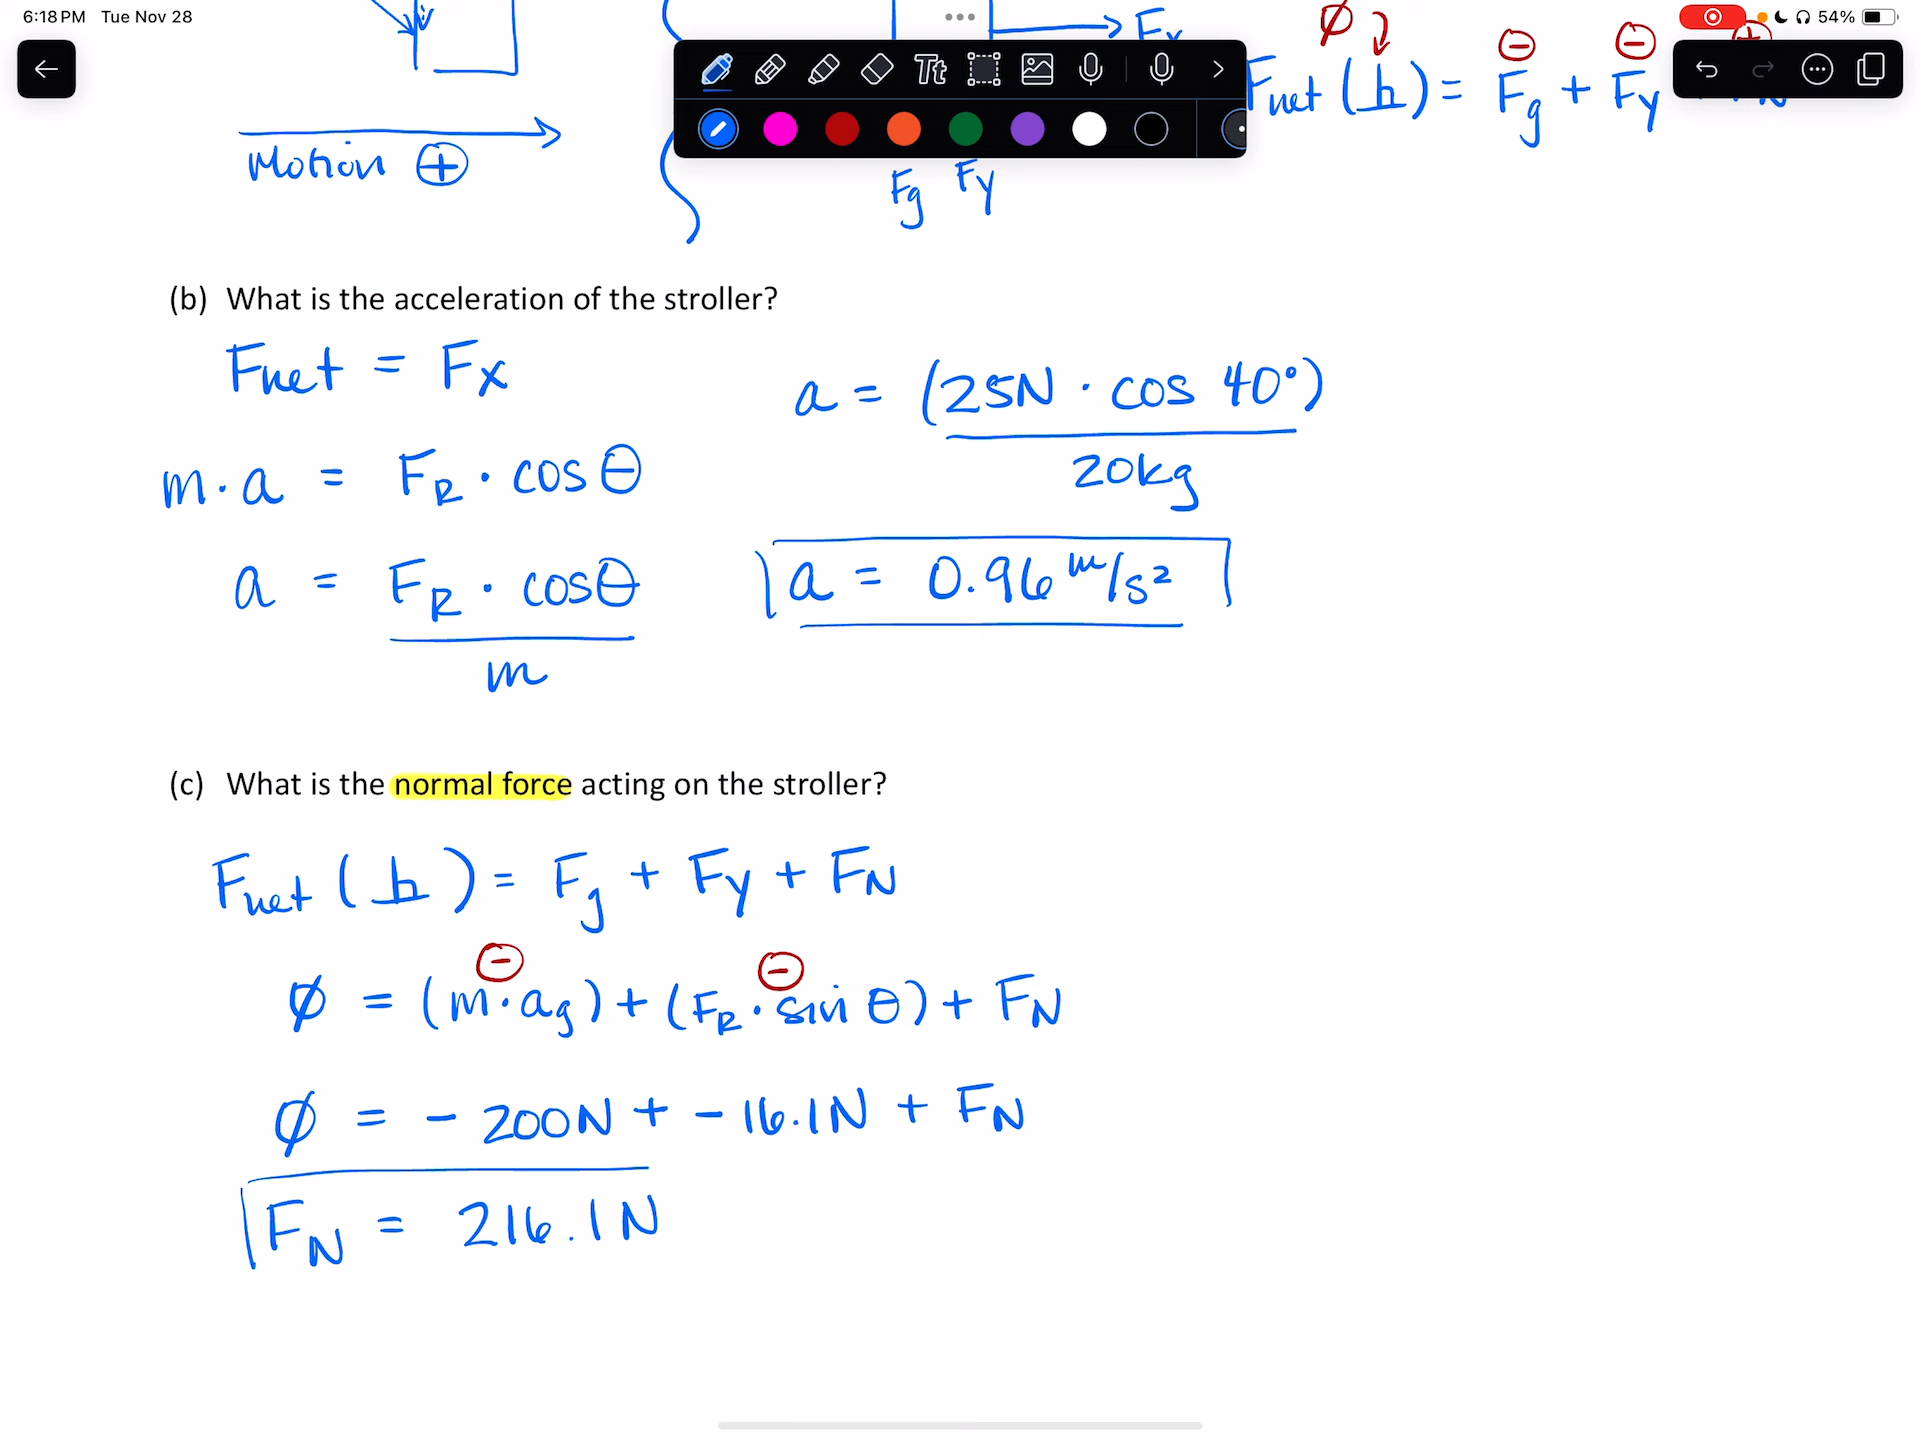 6:18 PM Tue Nov 28
54%
Tt
Fx
Fnet (h) = Fg + Fy
Motion +
Fg Fy
(b) What is the acceleration of the stroller?
Fnet = Fx
m·a = FR · cos θ
a = FR · cosθ
m
a = (25N · cos 40°)
20kg
a = 0.96 m/s²
(c) What is the normal force acting on the stroller?
Fnet (h) = Fg + Fy + FN
∅ = (m·ag) + (FR · sin θ) + FN
∅ = - 200N + - 16.1N + FN
FN = 216.1N